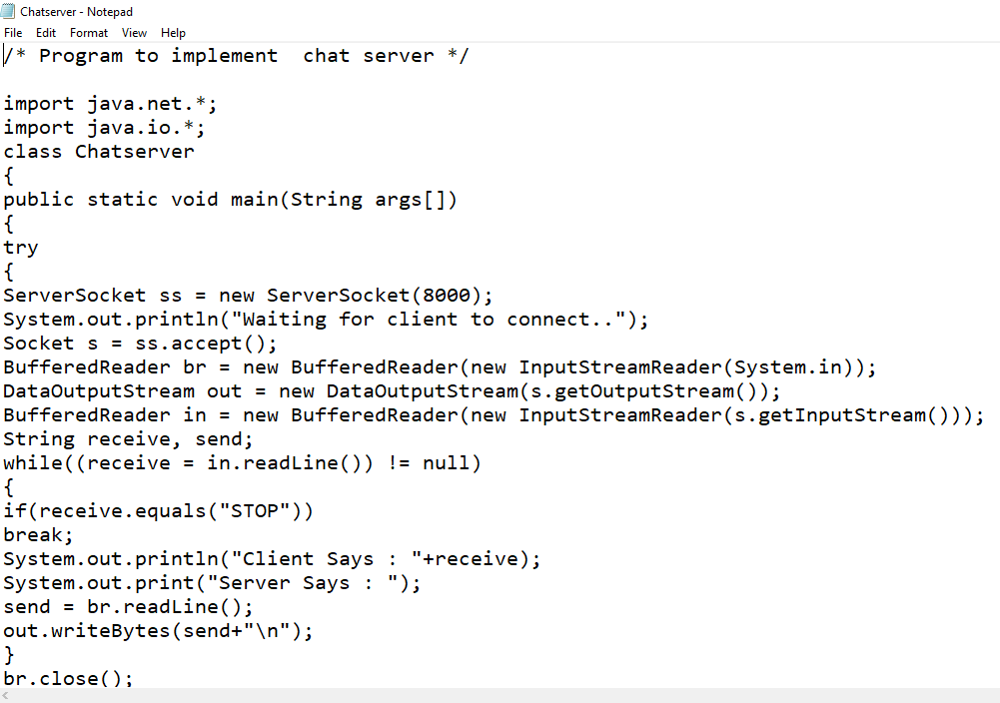 Chatserver - Notepad
File Edit Format View Help
/* Program to implement  chat server */
import java.net.*;
import java.io.*;
class Chatserver
{
public static void main(String args[])
{
try
{
ServerSocket ss = new ServerSocket(8000);
System.out.println("Waiting for client to connect..");
Socket s = ss.accept();
BufferedReader br = new BufferedReader(new InputStreamReader(System.in));
DataOutputStream out = new DataOutputStream(s.getOutputStream());
BufferedReader in = new BufferedReader(new InputStreamReader(s.getInputStream()));
String receive, send;
while((receive = in.readLine()) != null)
{
if(receive.equals("STOP"))
break;
System.out.println("Client Says : "+receive);
System.out.print("Server Says : ");
send = br.readLine();
out.writeBytes(send+"\n");
}
br.close();